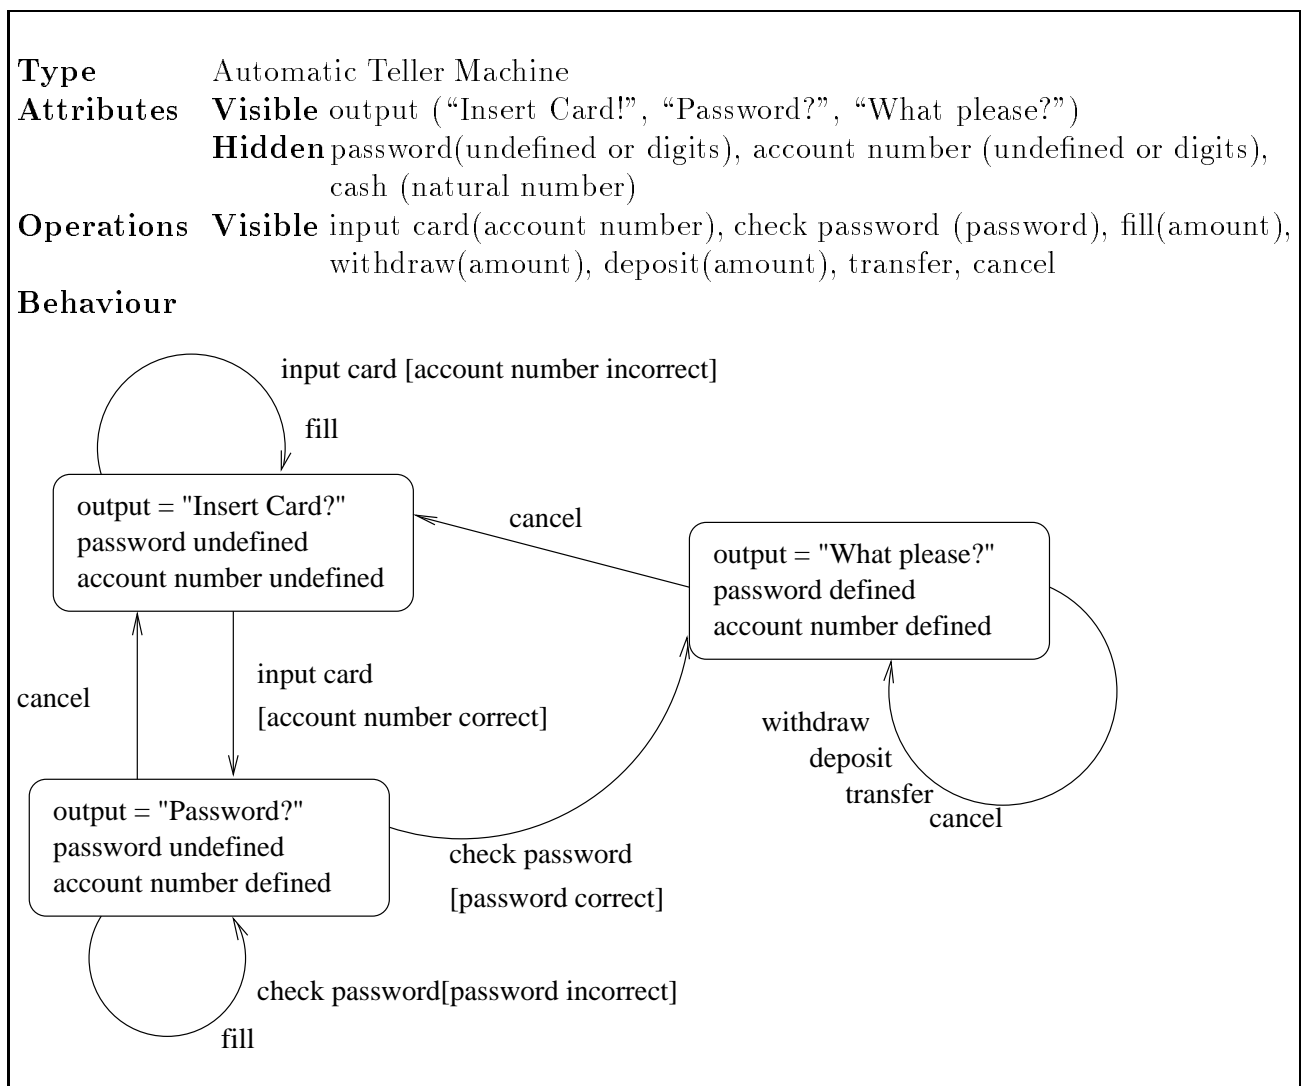 Type Automatic Teller Machine
Attributes Visible output (“Insert Card!”, “Password?”, “What please?”)
Hidden password(undefined or digits), account number (undefined or digits),
cash (natural number)
Operations Visible input card(account number), check password (password), fill(amount),
withdraw(amount), deposit(amount), transfer, cancel
Behaviour
input card [account number incorrect]
fill
output = "Insert Card?"
password undefined
account number undefined
cancel
output = "What please?"
password defined
account number defined
cancel
input card
[account number correct]
withdraw
deposit
transfer
cancel
output = "Password?"
password undefined
account number defined
check password
[password correct]
check password[password incorrect]
fill